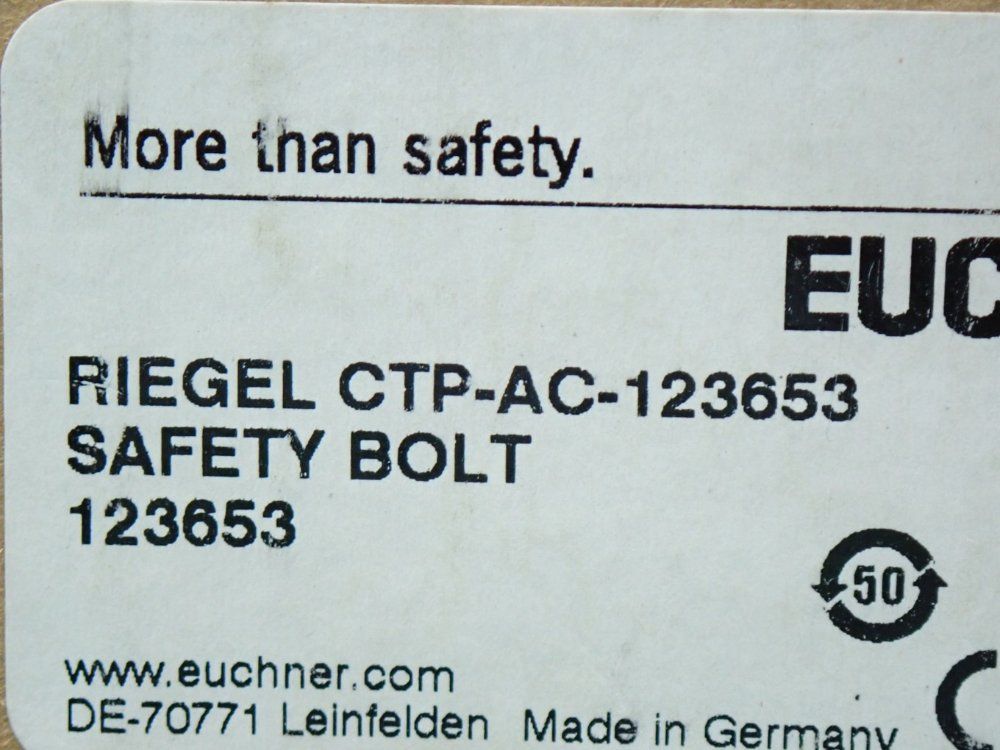 More than safety.
EUC
RIEGEL CTP-AC-123653
SAFETY BOLT
123653
50
www.euchner.com
DE-70771 Leinfelden Made in Germany